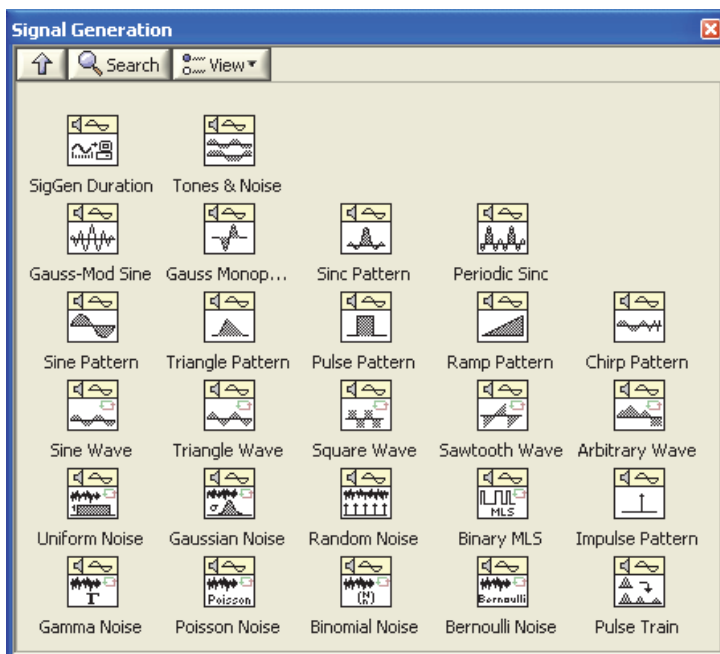 Signal Generation
Search View
SigGen Duration Tones & Noise
Gauss-Mod Sine Gauss Monop... Sinc Pattern Periodic Sinc
Sine Pattern Triangle Pattern Pulse Pattern Ramp Pattern Chirp Pattern
Sine Wave Triangle Wave Square Wave Sawtooth Wave Arbitrary Wave
1 σ MLS
Uniform Noise Gaussian Noise Random Noise Binary MLS Impulse Pattern
Γ Poisson (N n) Bernoulli
Gamma Noise Poisson Noise Binomial Noise Bernoulli Noise Pulse Train